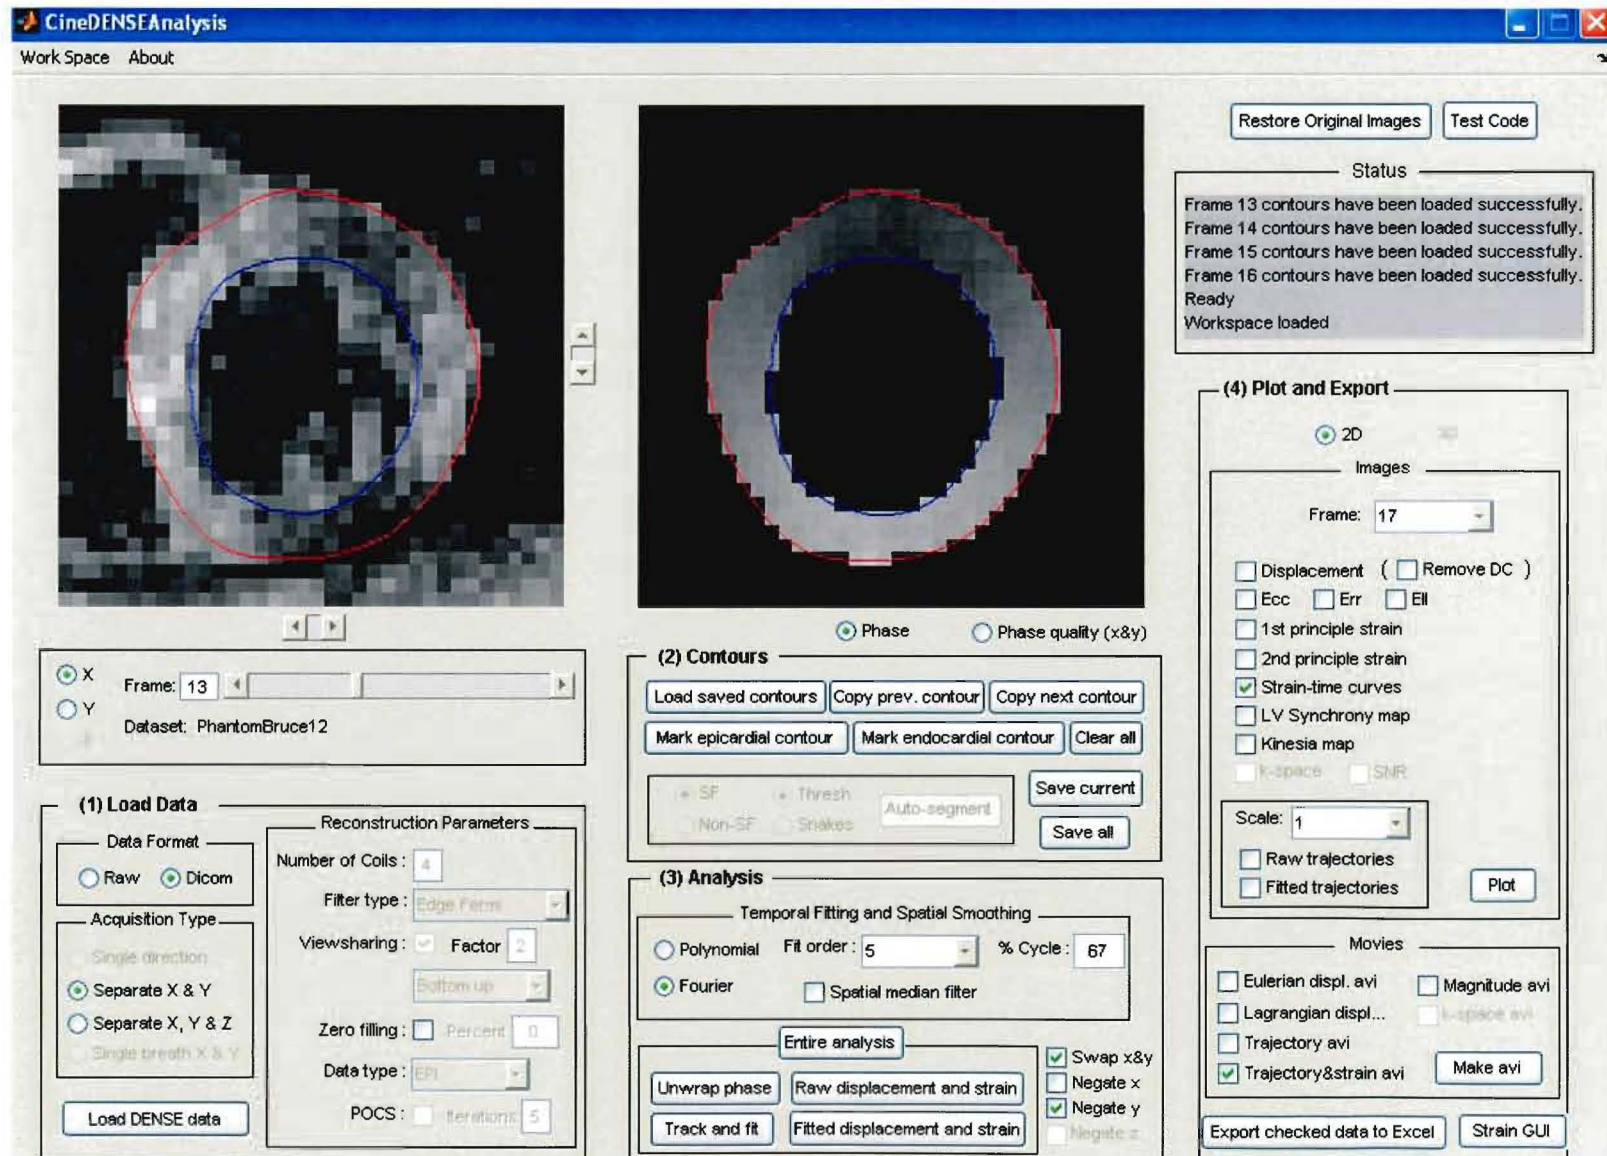 CineDENSEAnalysis
Work Space About
Restore Original Images Test Code
Status
Frame 13 contours have been loaded successfully.
Frame 14 contours have been loaded successfully.
Frame 15 contours have been loaded successfully.
Frame 16 contours have been loaded successfully.
Ready
Workspace loaded
X
Y
Frame: 13
Dataset: PhantomBruce12
(1) Load Data
Data Format
Raw Dicom
Acquisition Type
Single direction
Separate X & Y
Separate X, Y & Z
Single breath X & Y
Load DENSE data
Reconstruction Parameters
Number of Coils : 4
Filter type : Edge Fermi
Viewsharing : Factor 2
Bottom up
Zero filling : Percent 0
Data type : EPI
POCS : Iterations 5
Phase Phase quality (x&y)
(2) Contours
Load saved contours Copy prev. contour Copy next contour
Mark epicardial contour Mark endocardial contour Clear all
SF Thresh
Non-SF Snakes
Auto-segment
Save current
Save all
(3) Analysis
Temporal Fitting and Spatial Smoothing
Polynomial Fit order : 5 % Cycle : 67
Fourier Spatial median filter
Entire analysis
Unwrap phase Raw displacement and strain
Track and fit Fitted displacement and strain
Swap x&y
Negate x
Negate y
Negate z
(4) Plot and Export
2D
Images
Frame: 17
Displacement ( Remove DC )
Ecc Err Ell
1st principle strain
2nd principle strain
Strain-time curves
LV Synchrony map
Kinesia map
k-space SNR
Scale: 1
Raw trajectories
Fitted trajectories
Plot
Movies
Eulerian displ. avi Magnitude avi
Lagrangian displ... k-space avi
Trajectory avi
Trajectory&strain avi Make avi
Export checked data to Excel Strain GUI